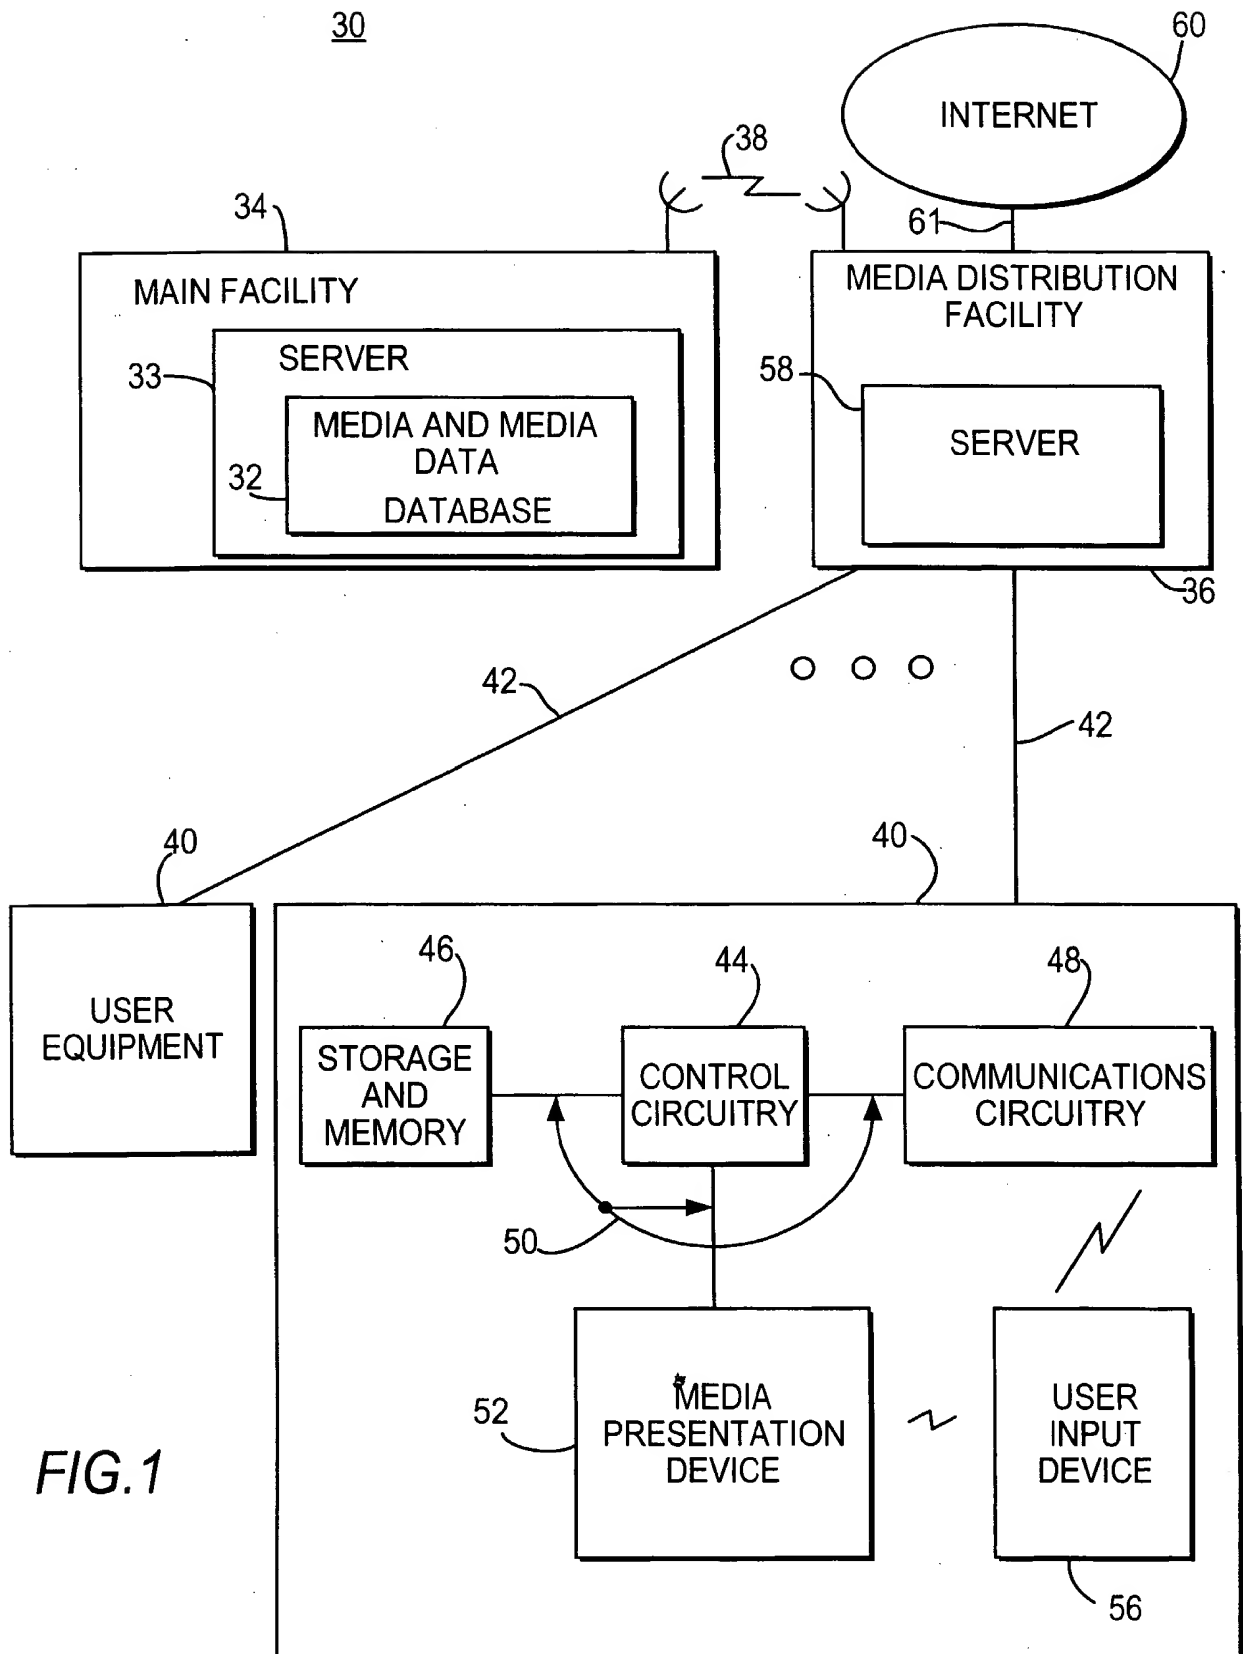 30
60
INTERNET
38
34
61
MAIN FACILITY
MEDIA DISTRIBUTION
FACILITY
33
SERVER
58
MEDIA AND MEDIA
DATA
DATABASE
32
SERVER
36
42
42
40
40
USER
EQUIPMENT
46
44
48
STORAGE
AND
MEMORY
CONTROL
CIRCUITRY
COMMUNICATIONS
CIRCUITRY
50
52
MEDIA
PRESENTATION
DEVICE
USER
INPUT
DEVICE
56
FIG.1